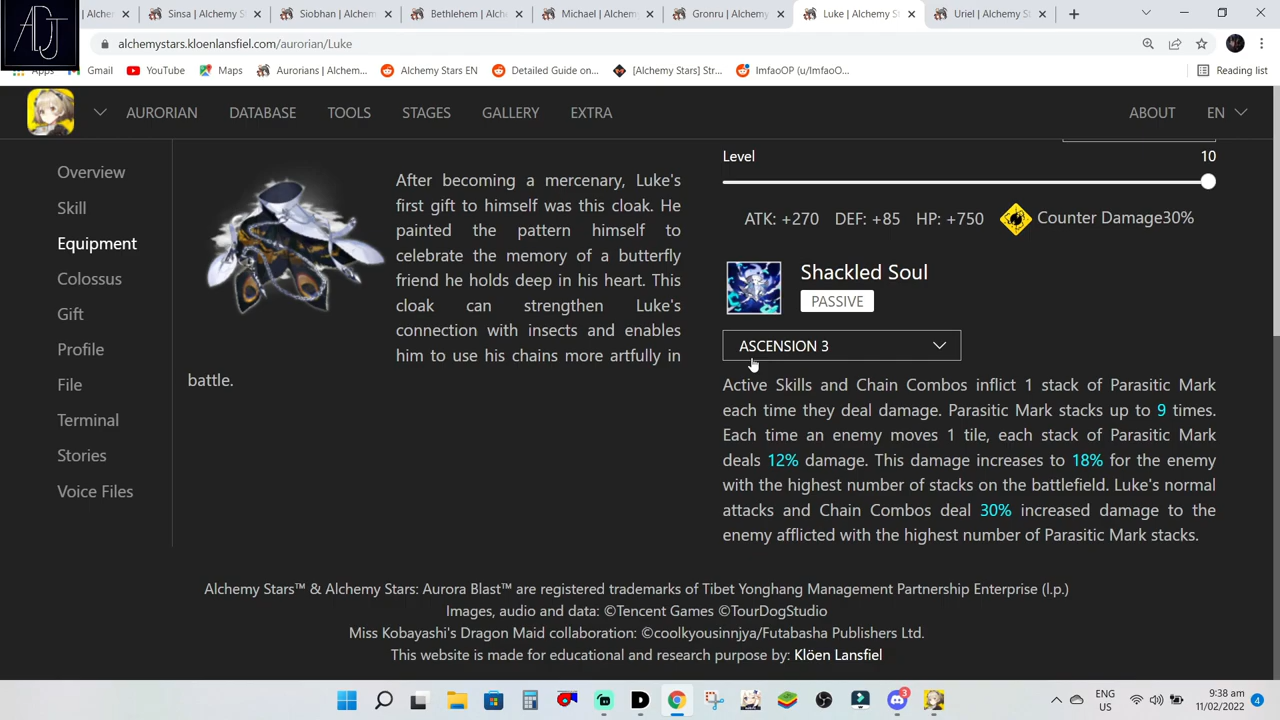 ADJ
Alchem
Sinsa | Alchemy S
Siobhan | Alchem
Bethlehem | Alc
Michael | Alchem
Gronru | Alchem
Luke | Alchemy S
Uriel | Alchemy S
alchemystars.kloenlansfiel.com/aurorian/Luke
Apps
Gmail
YouTube
Maps
Aurorians | Alchem...
Alchemy Stars EN
Detailed Guide on...
[Alchemy Stars] Str...
ImfaoOP (u/ImfaoO...
Reading list
AURORIAN
DATABASE
TOOLS
STAGES
GALLERY
EXTRA
ABOUT
EN
Overview
Skill
Equipment
Colossus
Gift
Profile
File
Terminal
Stories
Voice Files
After becoming a mercenary, Luke's
first gift to himself was this cloak. He
painted the pattern himself to
celebrate the memory of a butterfly
friend he holds deep in his heart. This
cloak can strengthen Luke's
connection with insects and enables
him to use his chains more artfully in
battle.
Level 10
ATK: +270 DEF: +85 HP: +750 Counter Damage30%
Shackled Soul
PASSIVE
ASCENSION 3
Active Skills and Chain Combos inflict 1 stack of Parasitic Mark
each time they deal damage. Parasitic Mark stacks up to 9 times.
Each time an enemy moves 1 tile, each stack of Parasitic Mark
deals 12% damage. This damage increases to 18% for the enemy
with the highest number of stacks on the battlefield. Luke's normal
attacks and Chain Combos deal 30% increased damage to the
enemy afflicted with the highest number of Parasitic Mark stacks.
Alchemy Stars™ & Alchemy Stars: Aurora Blast™ are registered trademarks of Tibet Yonghang Management Partnership Enterprise (l.p.)
Images, audio and data: ©Tencent Games ©TourDogStudio
Miss Kobayashi's Dragon Maid collaboration: ©coolkyousinnjya/Futabasha Publishers Ltd.
This website is made for educational and research purpose by: Klöen Lansfiel
3
ENG
US
9:38 am
11/02/2022
4